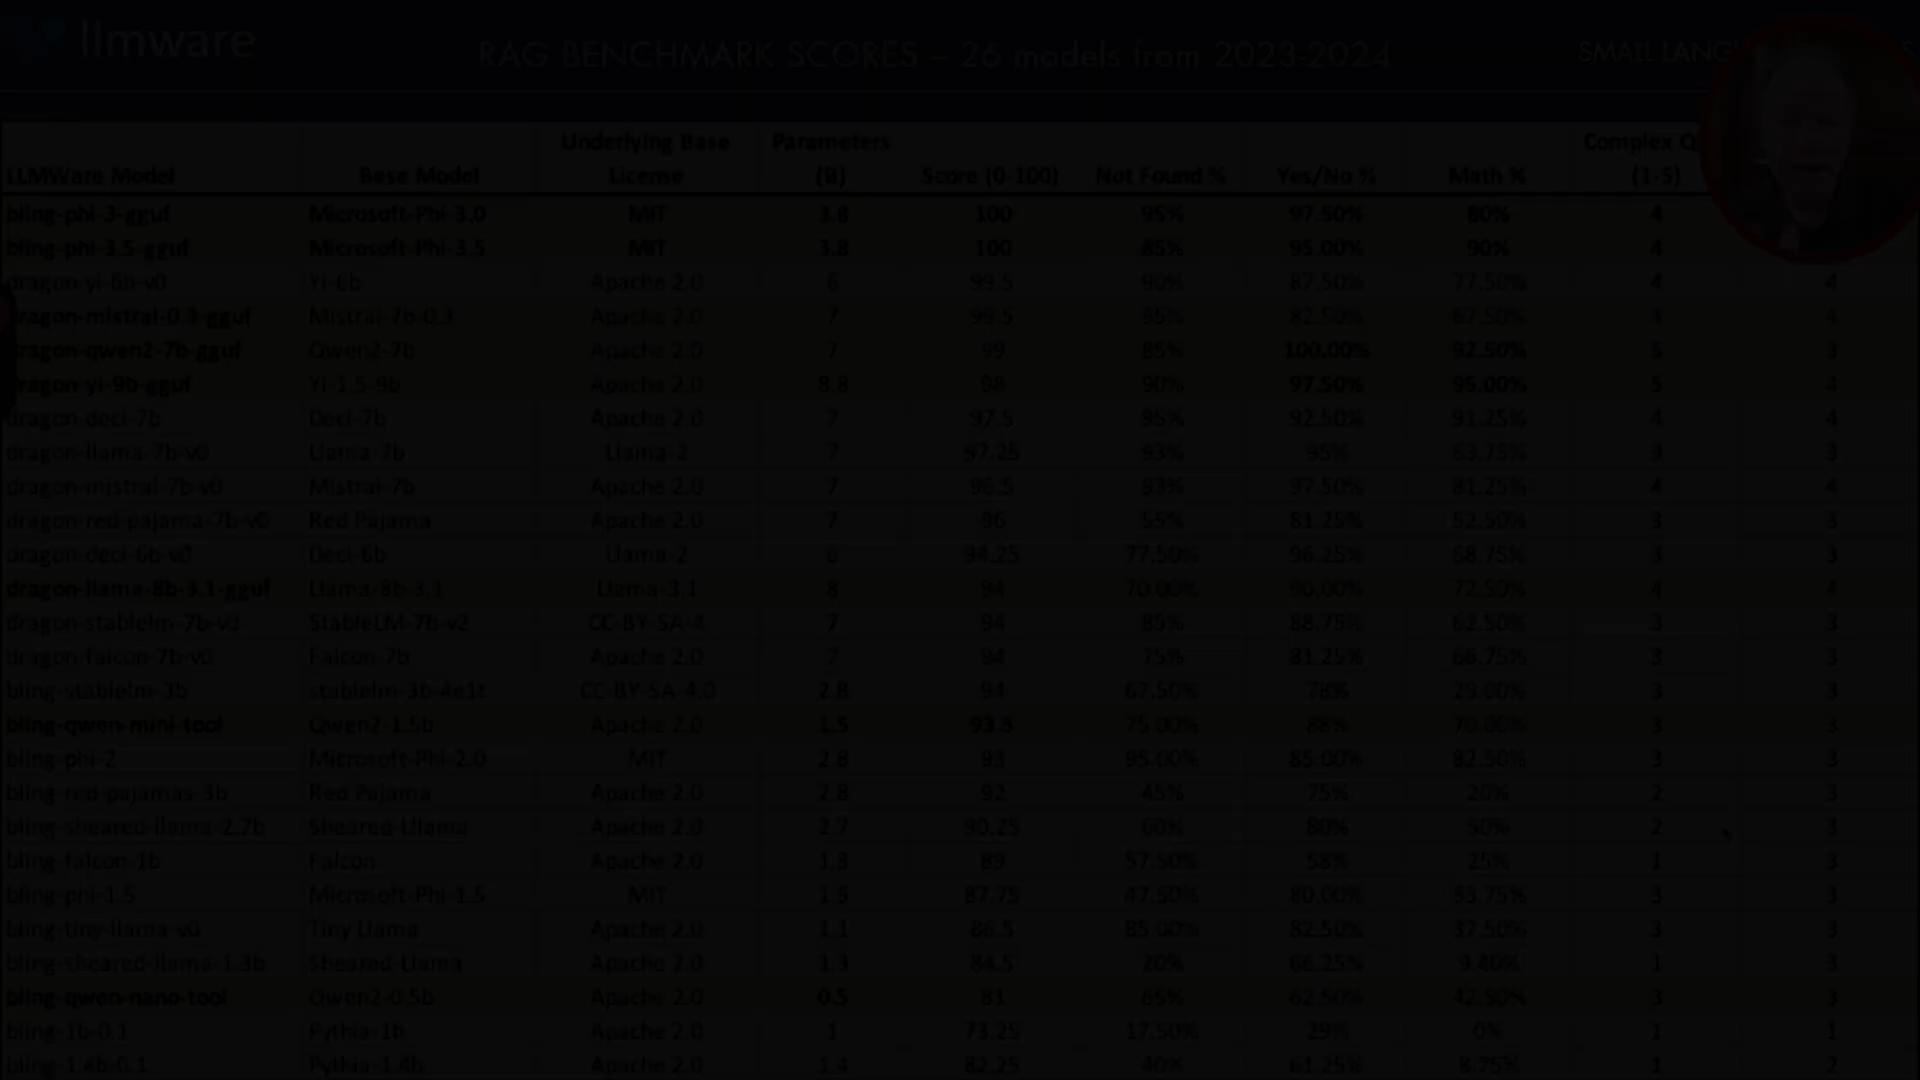 llmware
RAG BENCHMARK SCORES – 26 models from 2023-2024
SMALL LANG
LLMWare Model Base Model Underlying Base License Parameters (B) Score (0-100) Not Found % Yes/No % Math % Complex Q (1-5)
bling-phi-3-gguf Microsoft-Phi-3.0 MIT 3.8 100 95% 97.50% 80% 4
bling-phi-3.5-gguf Microsoft-Phi-3.5 MIT 3.8 100 85% 95.00% 90% 4
dragon-yi-6b-v0 Yi-6b Apache 2.0 6 99.5 90% 87.50% 77.50% 4 4
dragon-mistral-0.3-gguf Mistral-7b-0.3 Apache 2.0 7 99.5 95% 82.50% 67.50% 4 4
dragon-qwen2-7b-gguf Qwen2-7b Apache 2.0 7 99 85% 100.00% 92.50% 5 3
dragon-yi-9b-gguf Yi-1.5-9b Apache 2.0 8.8 98 90% 97.50% 95.00% 5 4
dragon-deci-7b Deci-7b Apache 2.0 7 97.5 95% 92.50% 91.25% 4 4
dragon-llama-7b-v0 Llama-7b Llama-2 7 97.25 93% 95% 63.75% 3 3
dragon-mistral-7b-v0 Mistral-7b Apache 2.0 7 96.5 93% 97.50% 81.25% 4 4
dragon-red-pajama-7b-v0 Red Pajama Apache 2.0 7 96 55% 81.25% 52.50% 3 3
dragon-deci-6b-v0 Deci-6b Llama-2 6 94.25 77.50% 96.25% 68.75% 3 3
dragon-llama-8b-3.1-gguf Llama-8b-3.1 Llama-3.1 8 94 70.00% 90.00% 72.50% 4 4
dragon-stablelm-7b-v0 StableLM-7b-v2 CC-BY-SA-4 7 94 85% 88.75% 62.50% 3 3
dragon-falcon-7b-v0 Falcon-7b Apache 2.0 7 94 75% 81.25% 66.75% 3 3
bling-stablelm-3b stablelm-3b-4e1t CC-BY-SA-4.0 2.8 94 67.50% 78% 29.00% 3 3
bling-qwen-mini-tool Qwen2-1.5b Apache 2.0 1.5 93.5 75.00% 88% 70.00% 3 3
bling-phi-2 Microsoft-Phi-2.0 MIT 2.8 93 95.00% 85.00% 82.50% 3 3
bling-red-pajamas-3b Red Pajama Apache 2.0 2.8 92 45% 75% 20% 2 3
bling-sheared-llama-2.7b Sheared-Llama Apache 2.0 2.7 90.25 60% 80% 50% 2 3
bling-falcon-1b Falcon Apache 2.0 1.3 89 57.50% 58% 25% 1 3
bling-phi-1.5 Microsoft-Phi-1.5 MIT 1.5 87.75 47.50% 80.00% 53.75% 3 3
bling-tiny-llama-v0 Tiny Llama Apache 2.0 1.1 86.5 85.00% 82.50% 37.50% 3 3
bling-sheared-llama-1.3b Sheared-Llama Apache 2.0 1.3 84.5 20% 66.25% 9.40% 1 3
bling-qwen-nano-tool Qwen2-0.5b Apache 2.0 0.5 81 65% 62.50% 42.50% 3 3
bling-1b-0.1 Pythia-1b Apache 2.0 1 73.25 17.50% 29% 0% 1 1
bling-1.4b-0.1 Pythia-1.4b Apache 2.0 1.4 82.25 40% 61.25% 8.75% 1 2